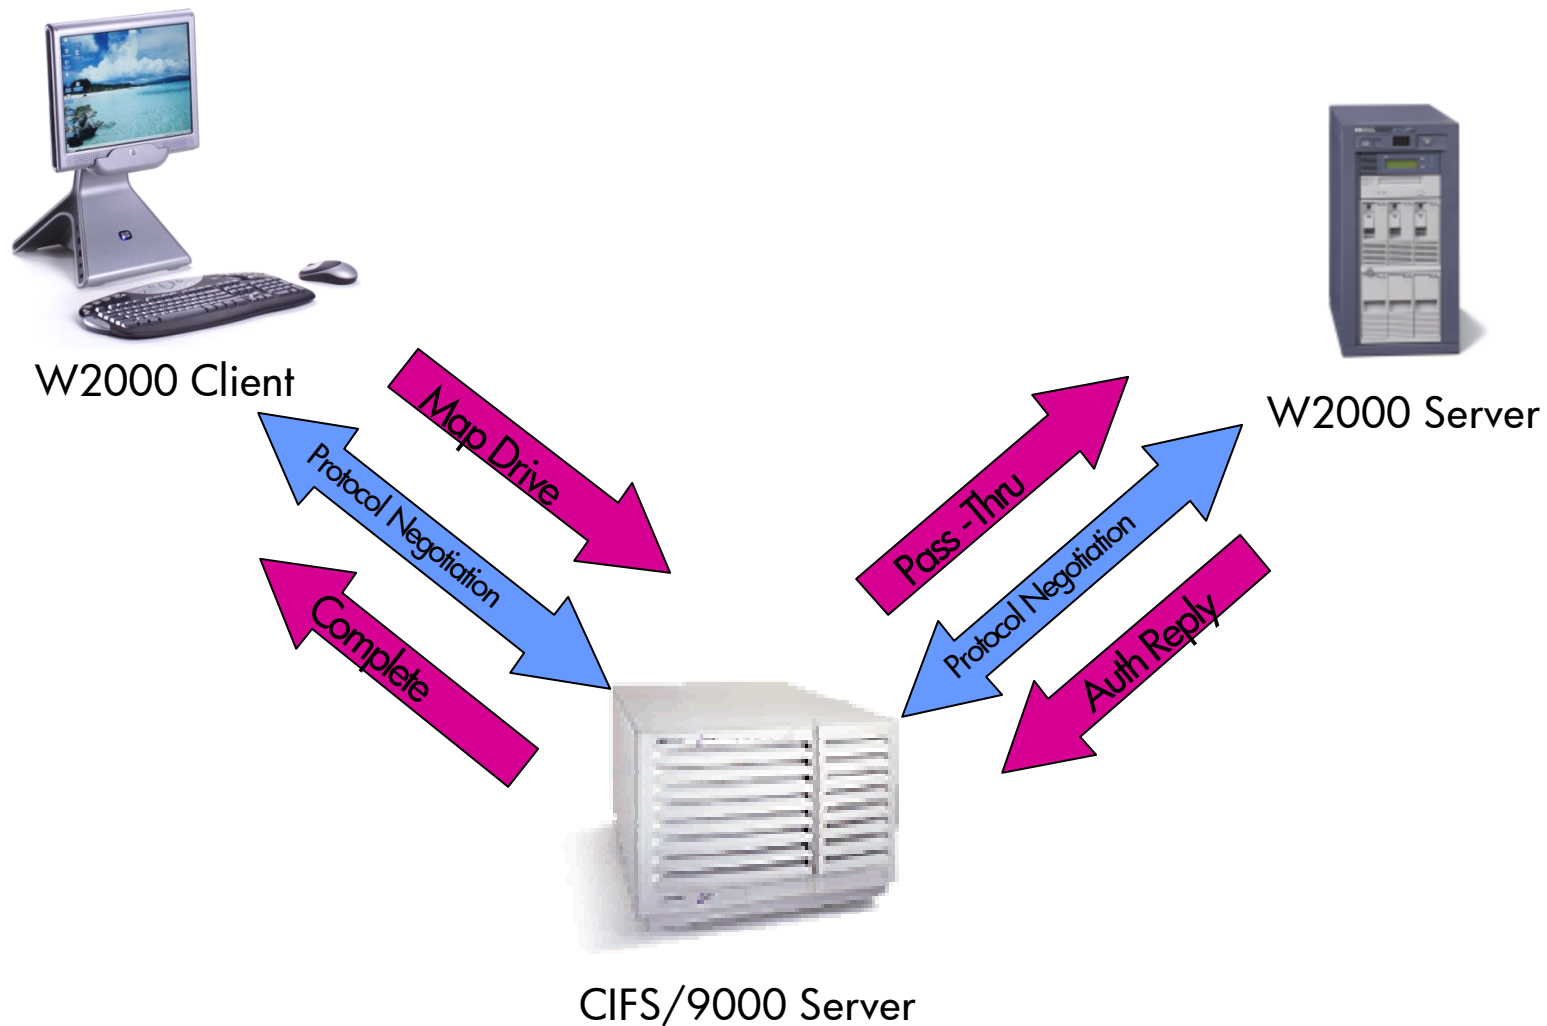 W2000 Client
W2000 Server
Map Drive
Protocol Negotiation
Complete
Pass -Thru
Protocol Negotiation
Auth Reply
CIFS/9000 Server